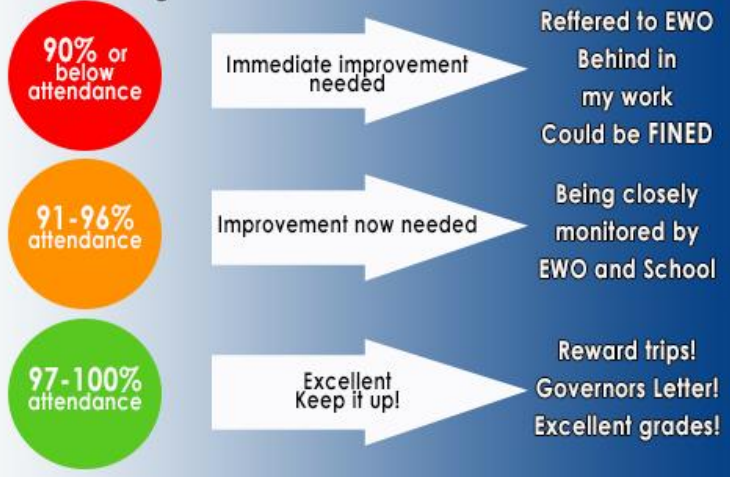 90% or
below
attendance
Immediate improvement
needed
Reffered to EWO
Behind in
my work
Could be FINED
91-96%
attendance
Improvement now needed
Being closely
monitored by
EWO and School
97-100%
attendance
Excellent
Keep it up!
Reward trips!
Governors Letter!
Excellent grades!